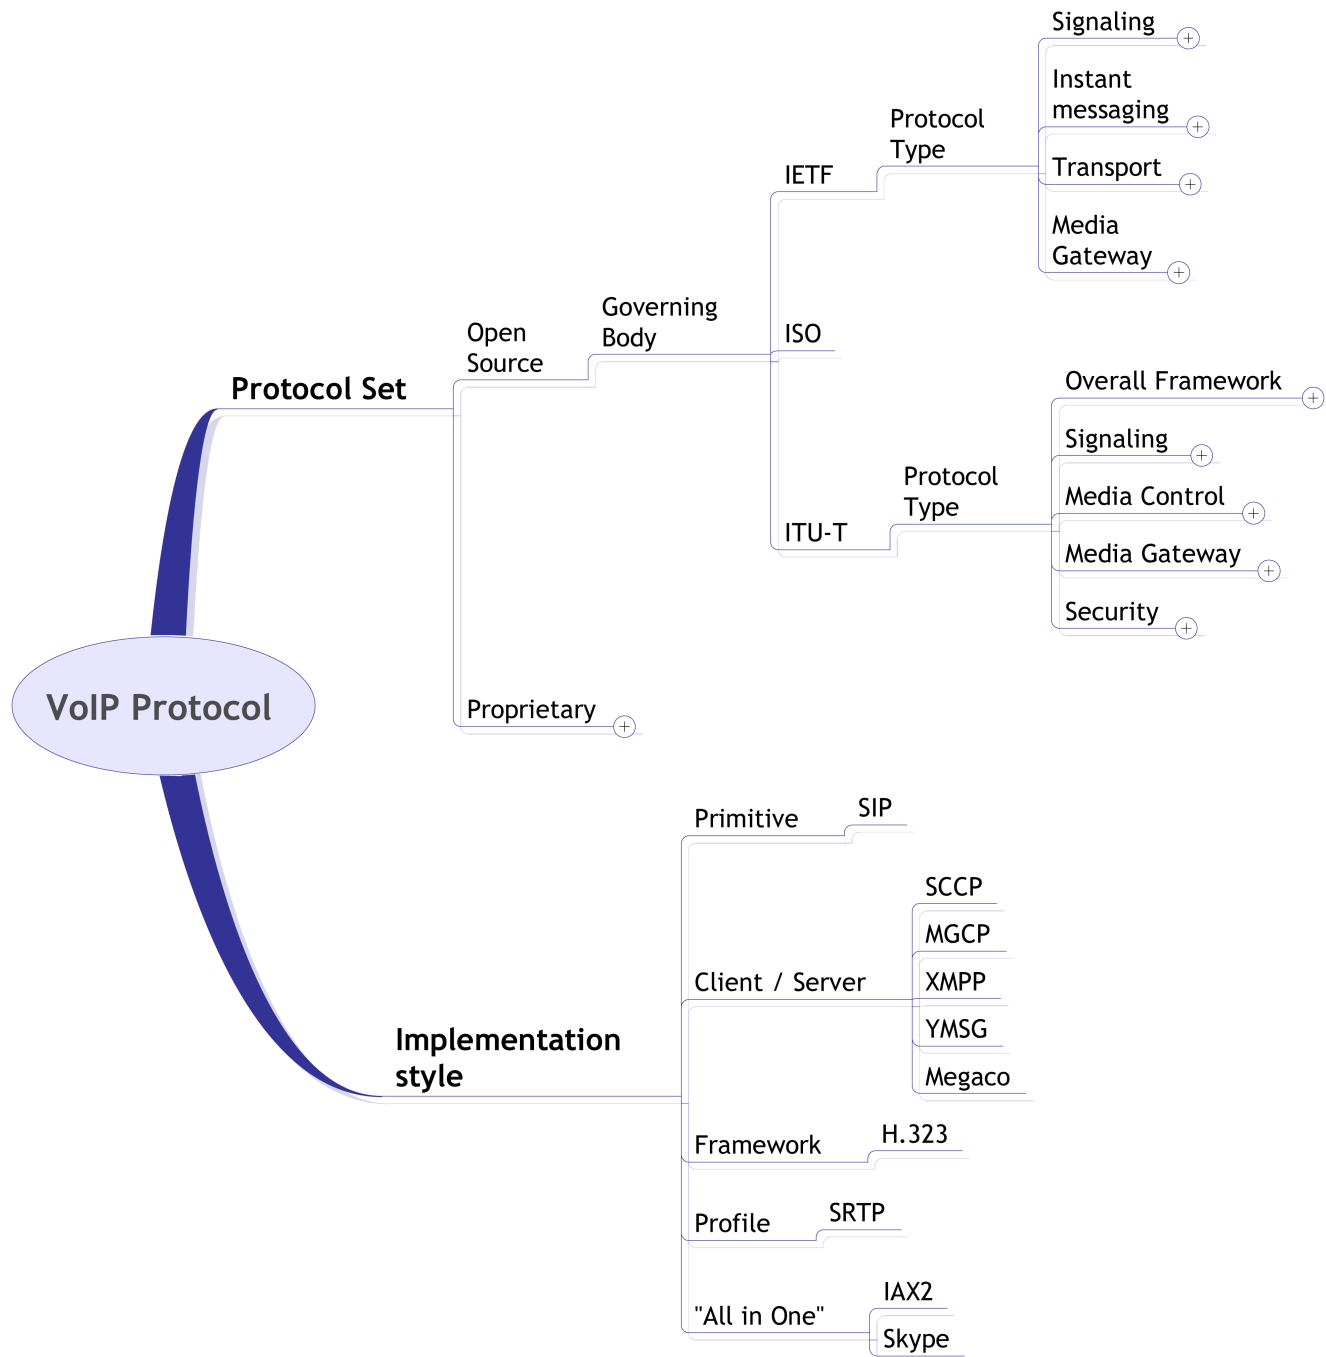 VoIP Protocol
Protocol Set
Open
Source
Governing
Body
IETF
Protocol
Type
Signaling
Instant
messaging
Transport
Media
Gateway
ISO
ITU-T
Protocol
Type
Overall Framework
Signaling
Media Control
Media Gateway
Security
Proprietary
Implementation
style
Primitive
SIP
Client / Server
SCCP
MGCP
XMPP
YMSG
Megaco
Framework
H.323
Profile
SRTP
"All in One"
IAX2
Skype